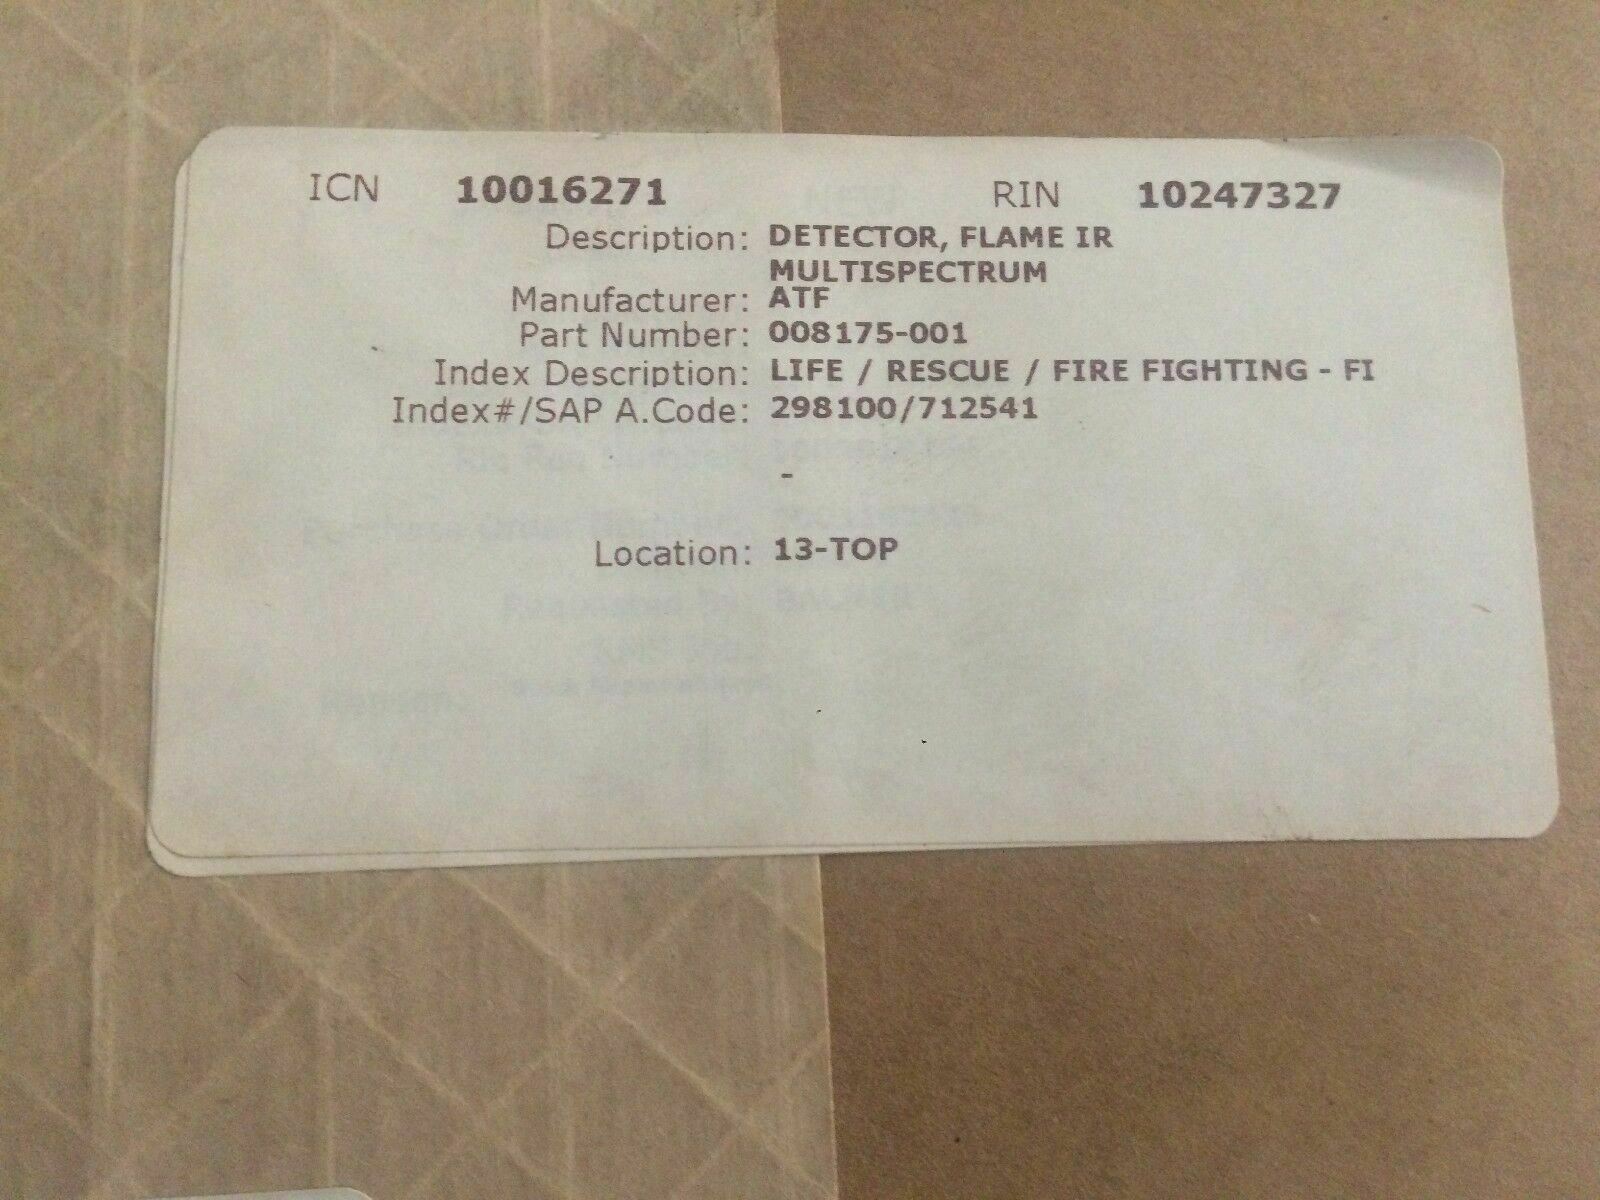 ICN 10016271 RIN 10247327
Description: DETECTOR, FLAME IR
MULTISPECTRUM
Manufacturer: ATF
Part Number: 008175-001
Index Description: LIFE / RESCUE / FIRE FIGHTING - FI
Index#/SAP A.Code: 298100/712541
-
Location: 13-TOP